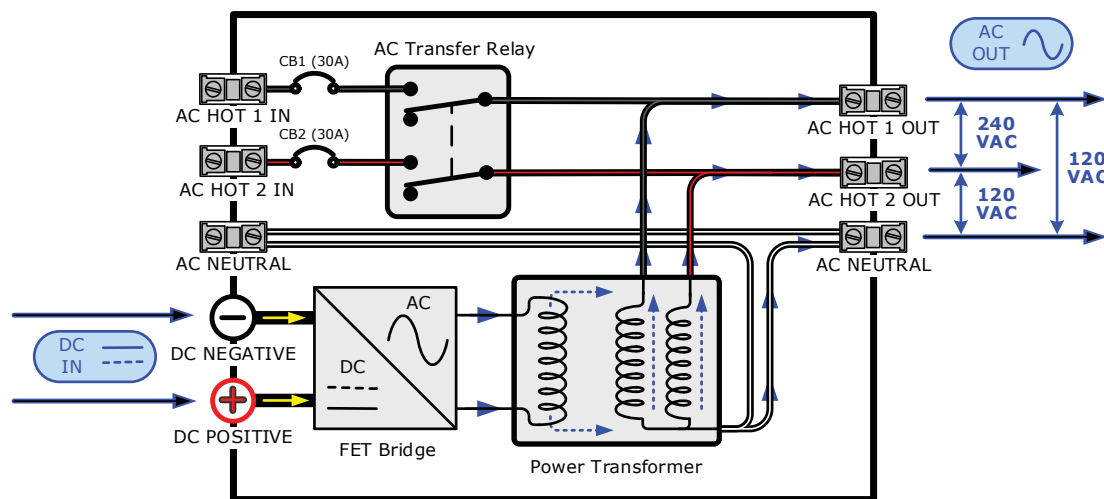 AC Transfer Relay
AC
OUT
CB1 (30A)
AC HOT 1 IN
AC HOT 1 OUT
CB2 (30A)
240
VAC
120
VAC
AC HOT 2 IN
AC HOT 2 OUT
120
VAC
AC NEUTRAL
AC NEUTRAL
DC
IN
DC NEGATIVE
AC
DC
DC POSITIVE
FET Bridge
Power Transformer